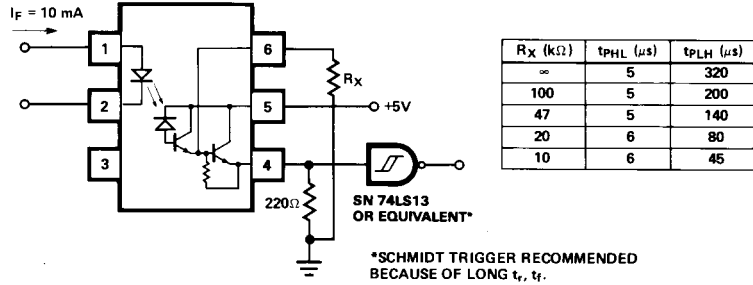 I_F = 10 mA
1
2
3
6
5
4
R_X
+5V
220Ω
SN 74LS13
OR EQUIVALENT*
*SCHMIDT TRIGGER RECOMMENDED
BECAUSE OF LONG t_r, t_f.
R_X (kΩ) t_PHL (μs) t_PLH (μs)
∞ 5 320
100 5 200
47 5 140
20 6 80
10 6 45